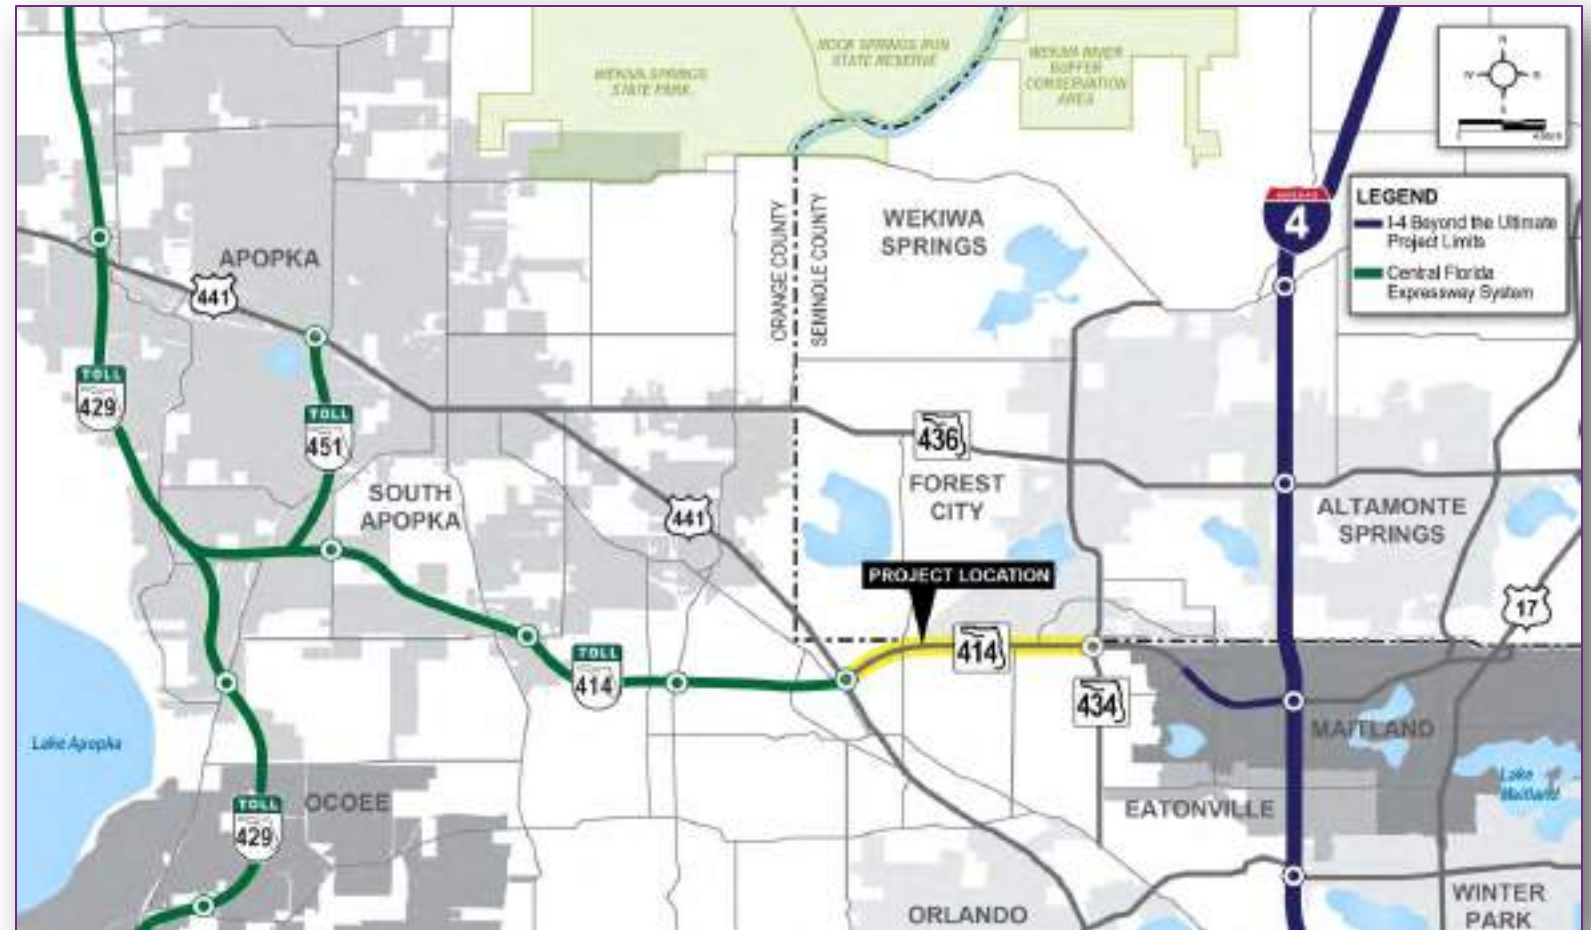 WEKIWA SPRINGS
STATE PARK
ROCK SPRINGS RUN
STATE RESERVE
WEKIVA RIVER
BUFFER
CONSERVATION
AREA
N
W
E
S
0
LEGEND
I-4 Beyond the Ultimate
Project Limits
Central Florida
Expressway System
4
ORANGE COUNTY
SEMINOLE COUNTY
WEKIWA
SPRINGS
APOPKA
441
TOLL
429
TOLL
451
436
SOUTH
APOPKA
FOREST
CITY
441
ALTAMONTE
SPRINGS
PROJECT LOCATION
17
414
TOLL
414
434
MAITLAND
Lake Apopka
Lake
Maitland
TOLL
429
OCOEE
EATONVILLE
WINTER
PARK
ORLANDO